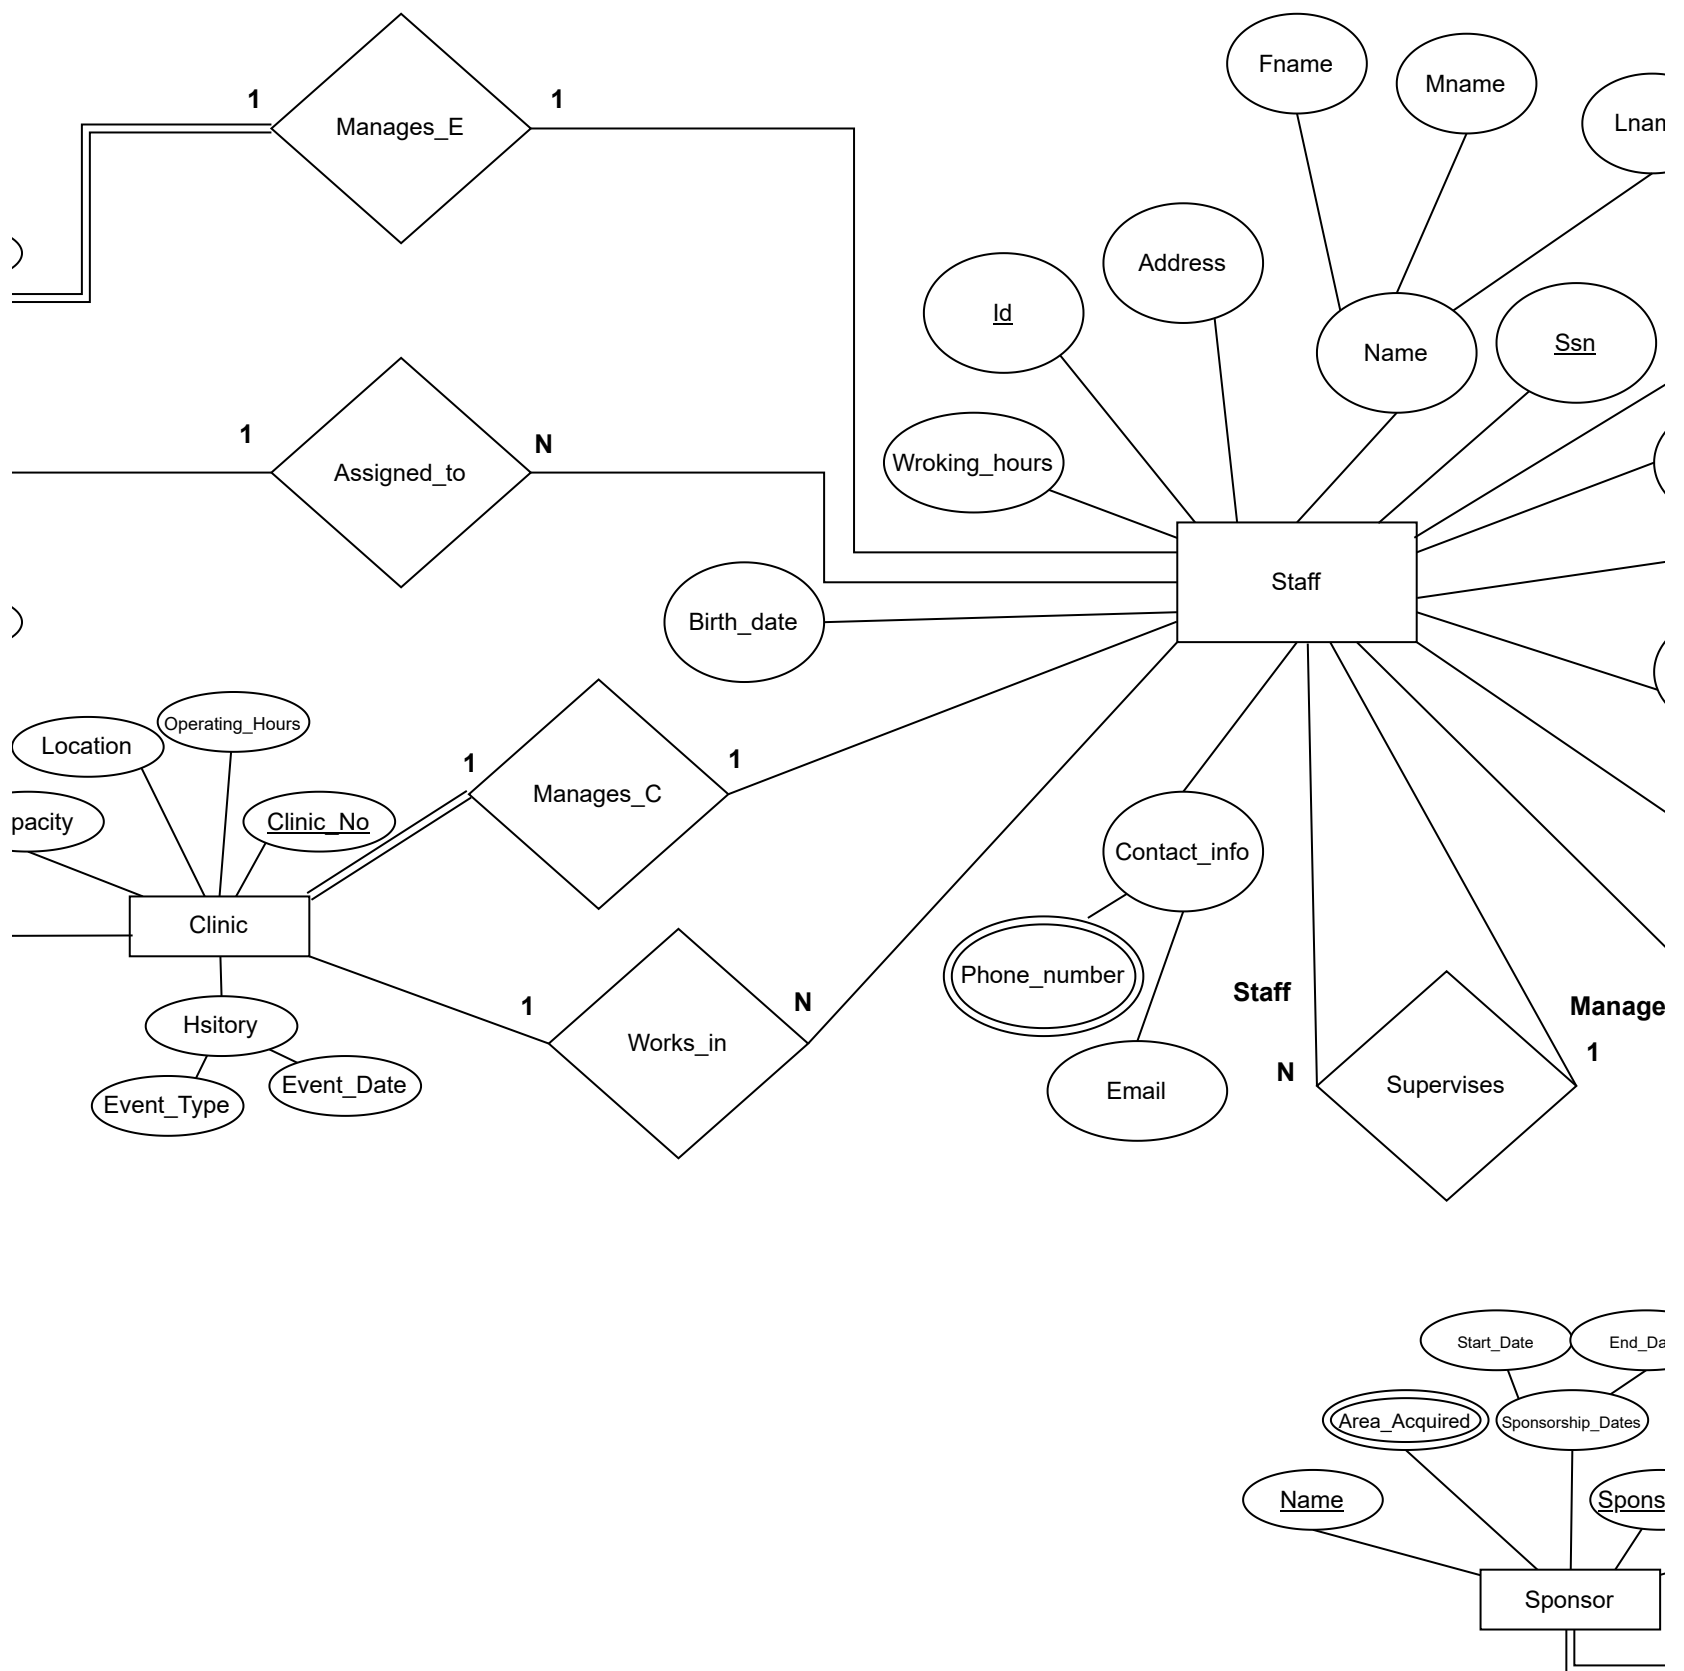 Fname
Mname
1
1
Manages_E
Address
Id
Name
Ssn
1
N
Assigned_to
Wroking_hours
Staff
Birth_date
Operating_Hours
Location
1
1
Manages_C
pacity
Clinic_No
Contact_info
Clinic
Phone_number
Staff
Manage
1
N
Hsitory
Works_in
1
Event_Date
N
Supervises
Email
Event_Type
Start_Date
Area_Acquired
Sponsorship_Dates
Name
Spons
Sponsor